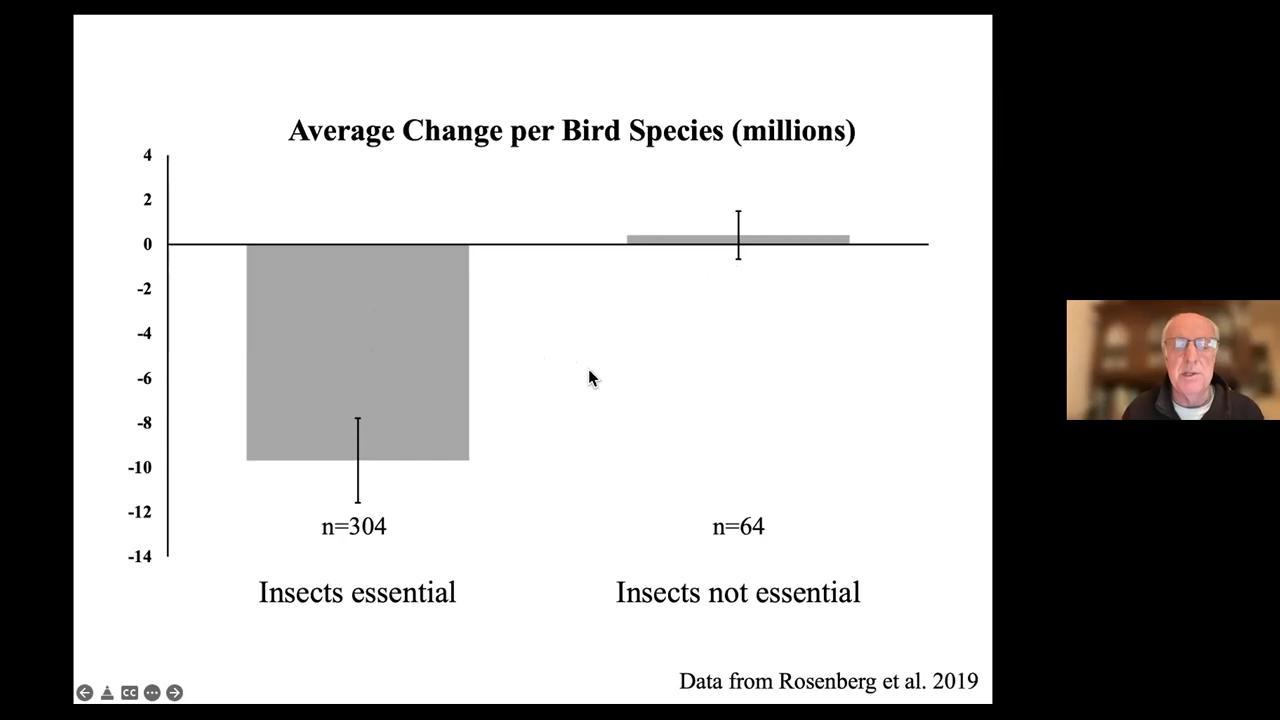 Average Change per Bird Species (millions)
4
2
0
-2
-4
-6
-8
-10
-12
-14
n=304
n=64
Insects essential
Insects not essential
Data from Rosenberg et al. 2019
CC